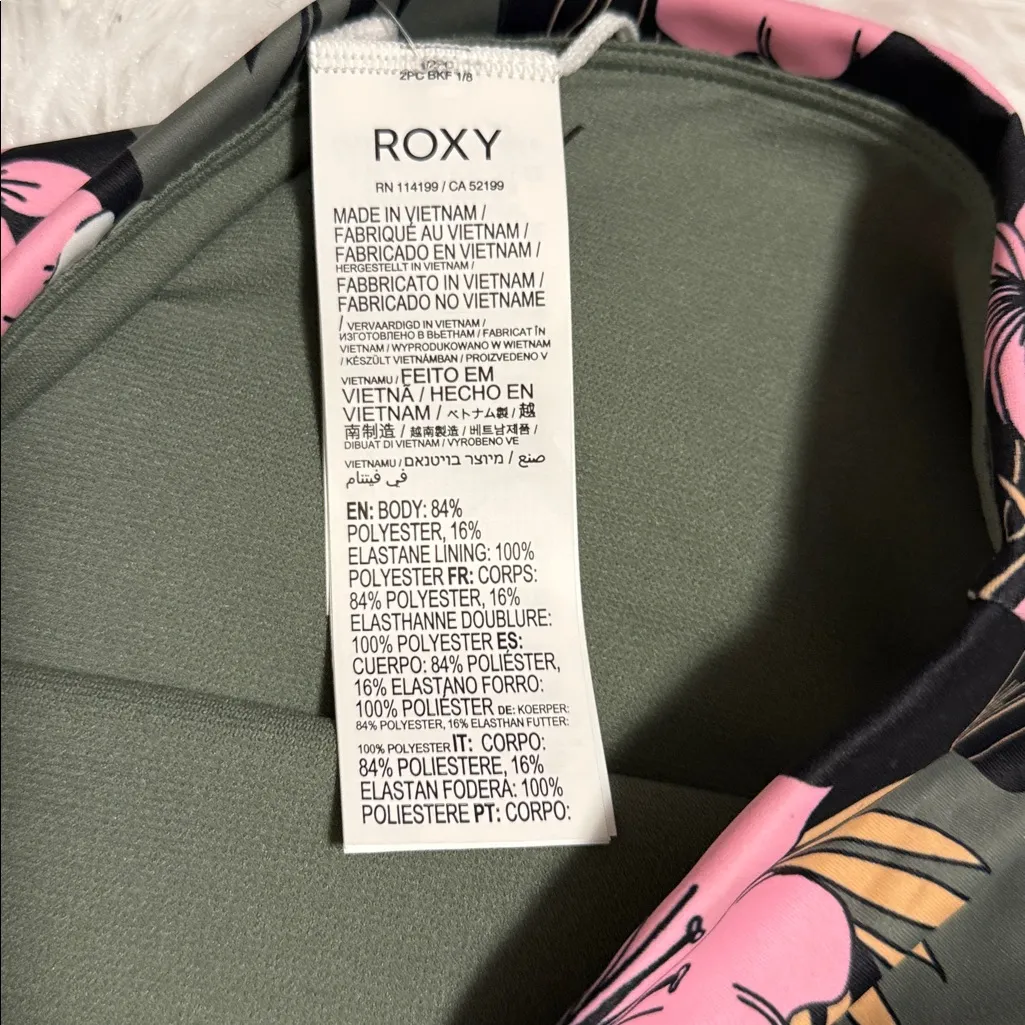 2PC BKF 1/8
ROXY
RN 114199 / CA 52199
MADE IN VIETNAM /
FABRIQUÉ AU VIETNAM /
FABRICADO EN VIETNAM /
HERGESTELLT IN VIETNAM /
FABBRICATO IN VIETNAM /
FABRICADO NO VIETNAME
/ VERVAARDIGD IN VIETNAM /
ИЗГОТОВЛЕНО В ВЬЕТНАМ / FABRICAT ÎN
VIETNAM / WYPRODUKOWANO W WIETNAM
/ KÉSZÜLT VIETNÁMBAN / PROIZVEDENO V
VIETNAMU / FEITO EM
VIETNÃ / HECHO EN
VIETNAM / ベトナム製 / 越
南制造 / 越南製造 / 베트남제품 /
DIBUAT DI VIETNAM / VYROBENO VE
VIETNAMU / מיוצר בויטנאם / صنع
في فيتنام
EN: BODY: 84%
POLYESTER, 16%
ELASTANE LINING: 100%
POLYESTER FR: CORPS:
84% POLYESTER, 16%
ELASTHANNE DOUBLURE:
100% POLYESTER ES:
CUERPO: 84% POLIÉSTER,
16% ELASTANO FORRO:
100% POLIÉSTER DE: KOERPER:
84% POLYESTER, 16% ELASTHAN FUTTER:
100% POLYESTER IT: CORPO:
84% POLIESTERE, 16%
ELASTAN FODERA: 100%
POLIESTERE PT: CORPO: